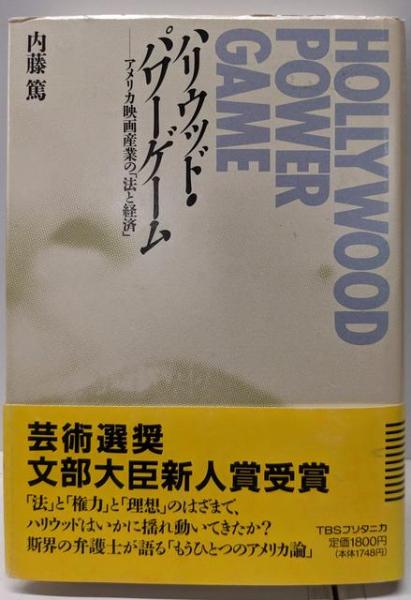 HOLLYWOOD
POWER
GAME
ハリウッド・
パワーゲーム
——アメリカ映画産業の「法と経済」
内藤 篤
芸術選奨
文部大臣新人賞受賞
「法」と「権力」と「理想」のはざまで、
ハリウッドはいかに揺れ動いてきたか?
斯界の弁護士が語る「もうひとつのアメリカ論」
TBSブリタニカ
定価1800円
(本体1748円)